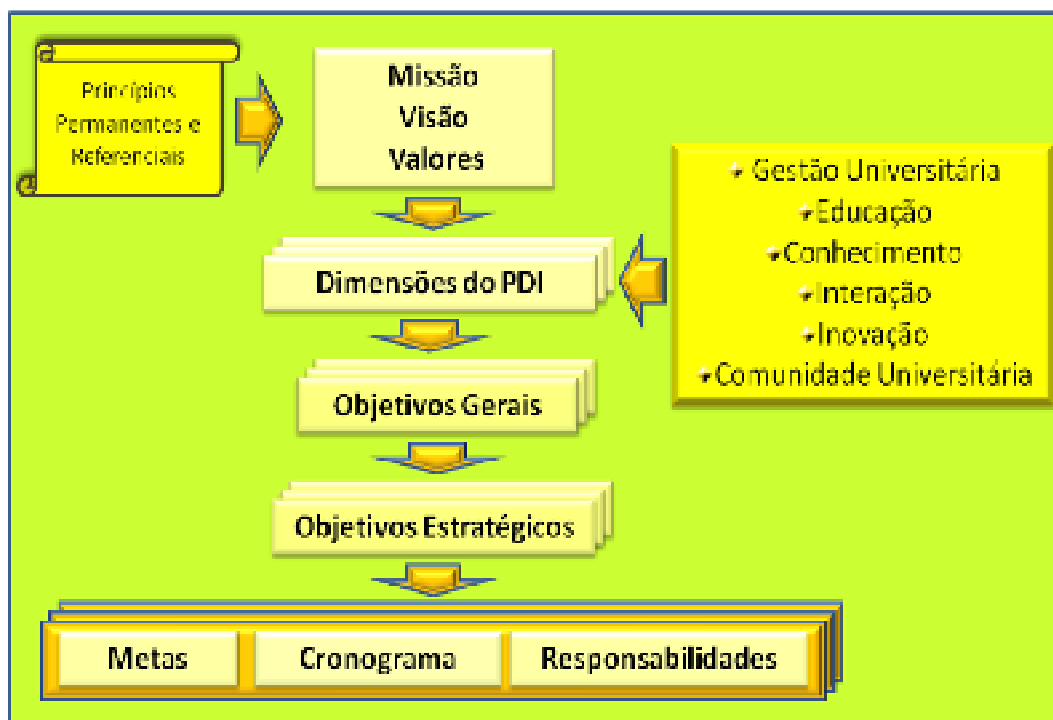 Princípios
Permanentes e
Referenciais
Missão
Visão
Valores
Gestão Universitária
Educação
Conhecimento
Interação
Inovação
Comunidade Universitária
Dimensões do PDI
Objetivos Gerais
Objetivos Estratégicos
Metas
Cronograma
Responsabilidades